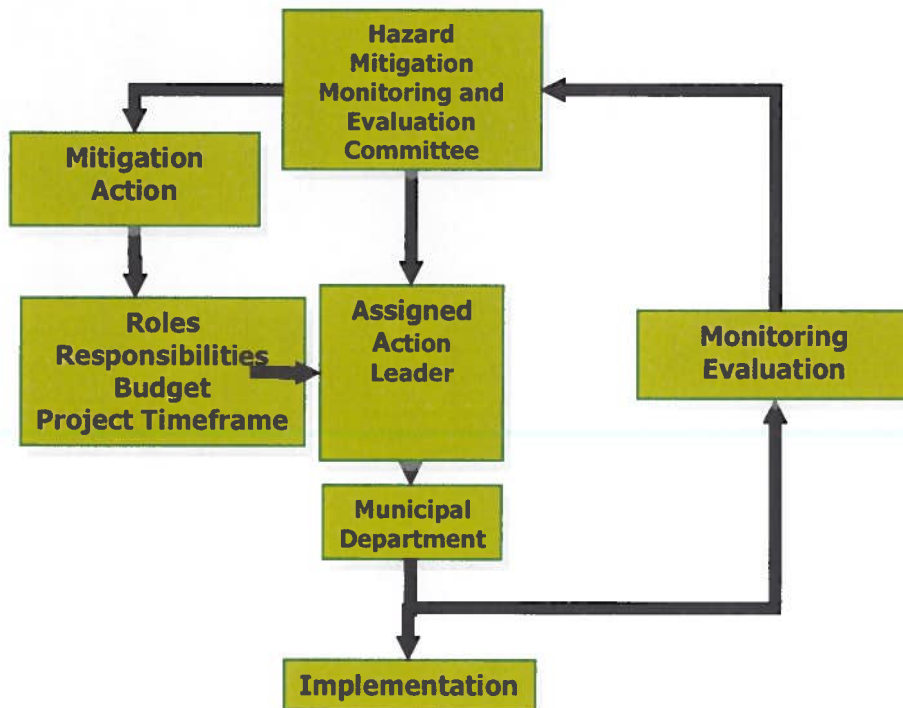 Hazard
Mitigation
Monitoring and
Evaluation
Committee
Mitigation
Action
Roles
Responsibilities
Budget
Project Timeframe
Assigned
Action
Leader
Monitoring
Evaluation
Municipal
Department
Implementation